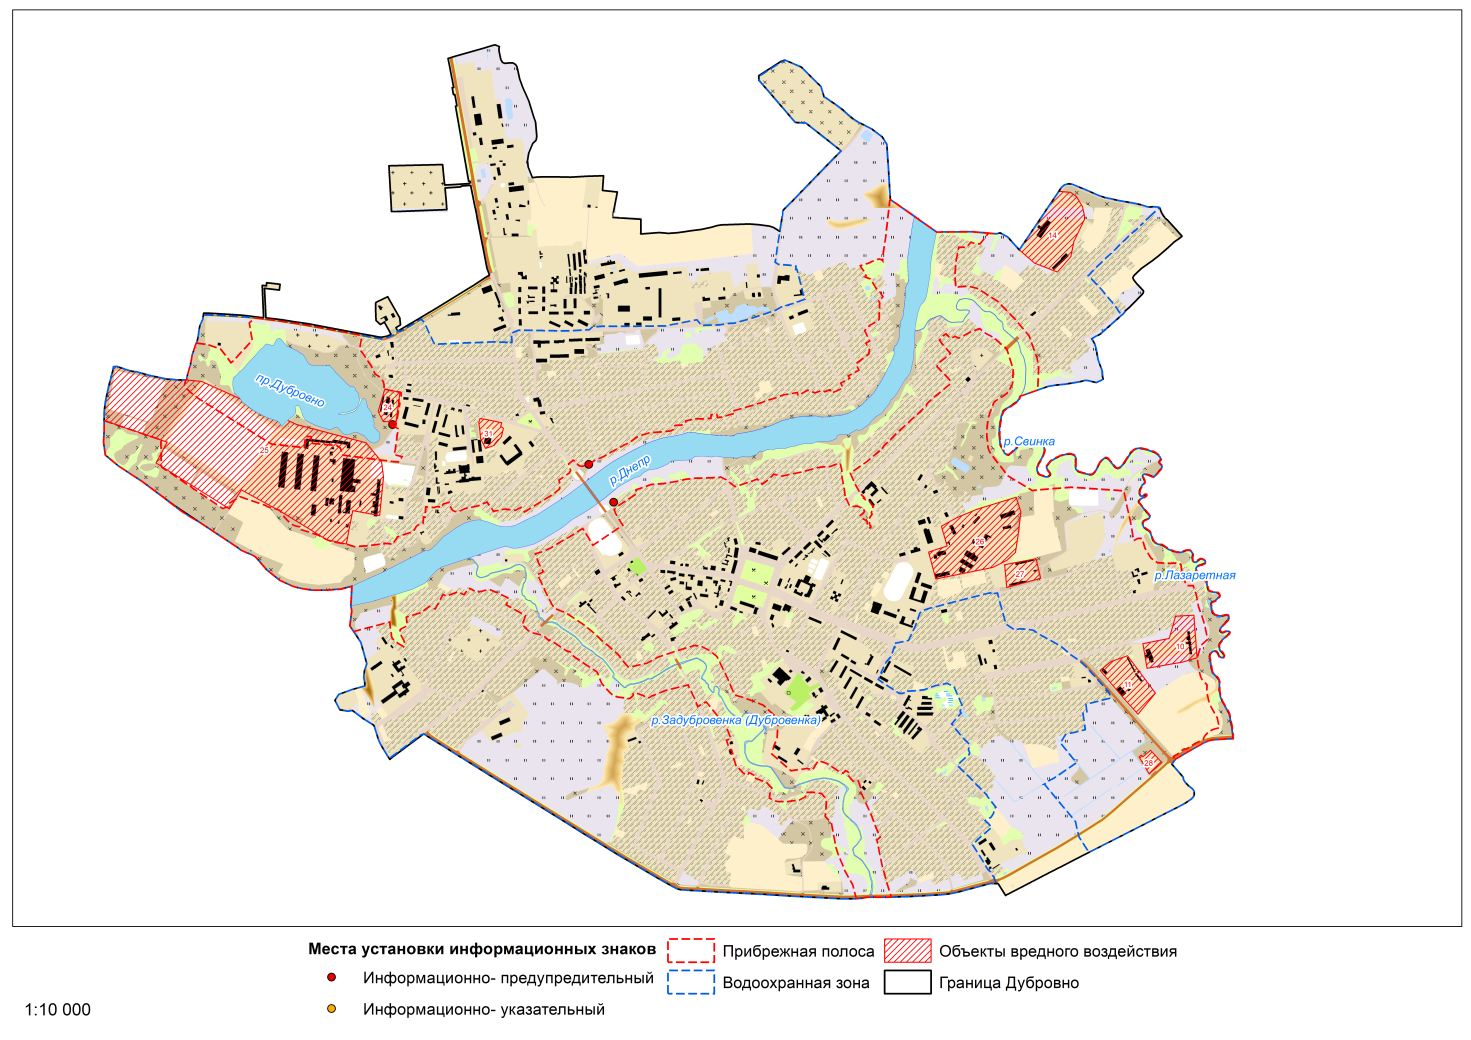 14
пр.Дубровно
24
31
25
р.Свинка
р.Днепр
26
27
р.Лазаретная
10
11
р.Задубровенка (Дубровенка)
28
Места установки информационных знаков
Информационно- предупредительный
Информационно- указательный
Прибрежная полоса
Водоохранная зона
Объекты вредного воздействия
Граница Дубровно
1:10 000